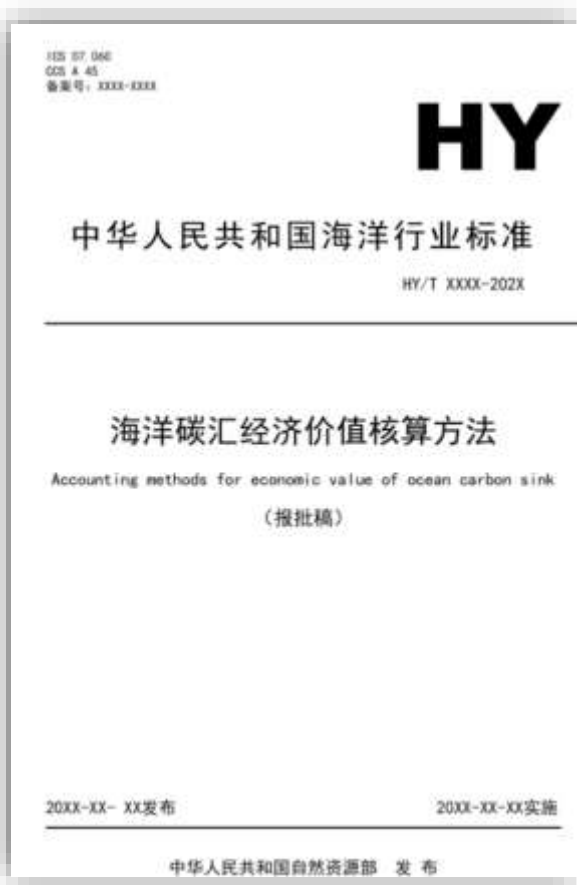 ICS 07.060
CCS A 45
备案号：XXXX-XXXX
HY
中华人民共和国海洋行业标准
HY/T XXXX-202X
海洋碳汇经济价值核算方法
Accounting methods for economic value of ocean carbon sink
（报批稿）
20XX-XX- XX发布
20XX-XX-XX实施
中华人民共和国自然资源部 发 布